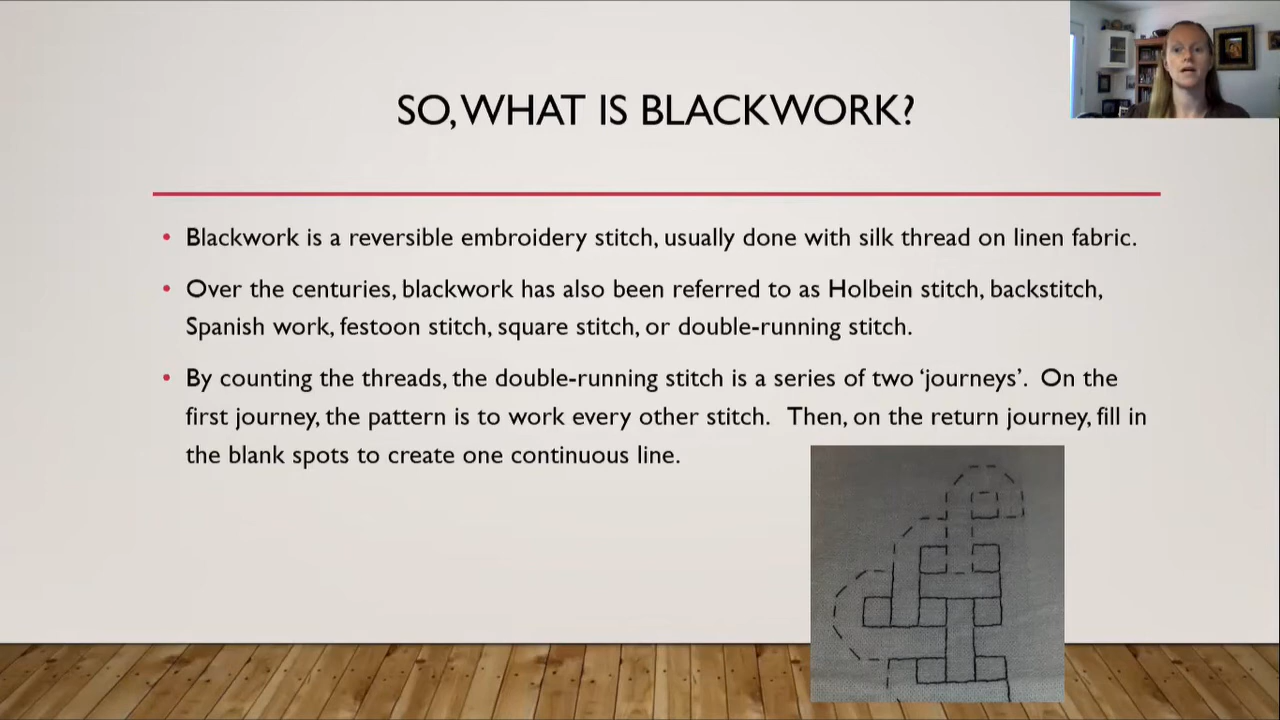 SO, WHAT IS BLACKWORK?
• Blackwork is a reversible embroidery stitch, usually done with silk thread on linen fabric.
• Over the centuries, blackwork has also been referred to as Holbein stitch, backstitch,
Spanish work, festoon stitch, square stitch, or double-running stitch.
• By counting the threads, the double-running stitch is a series of two ‘journeys’.  On the
first journey, the pattern is to work every other stitch.  Then, on the return journey, fill in
the blank spots to create one continuous line.